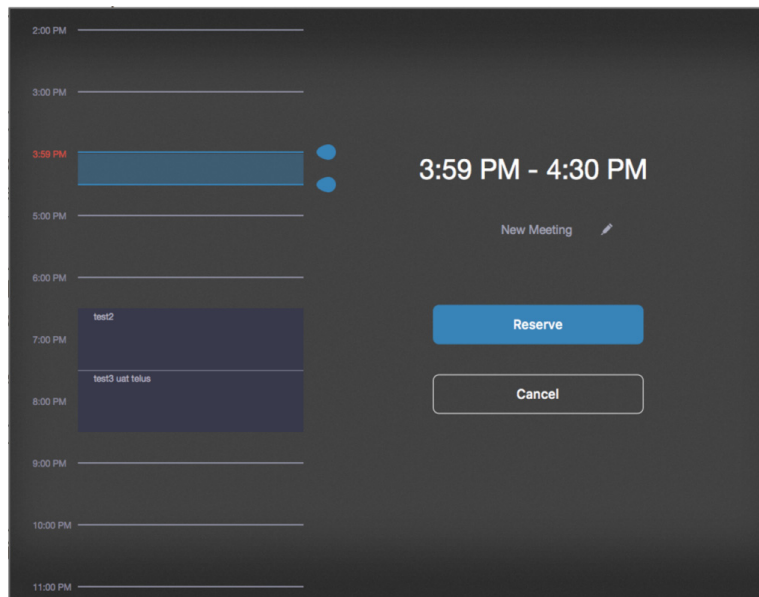 2:00 PM
3:00 PM
3:59 PM
5:00 PM
6:00 PM
test2
7:00 PM
test3 uat telus
8:00 PM
9:00 PM
10:00 PM
11:00 PM
3:59 PM - 4:30 PM
New Meeting
Reserve
Cancel